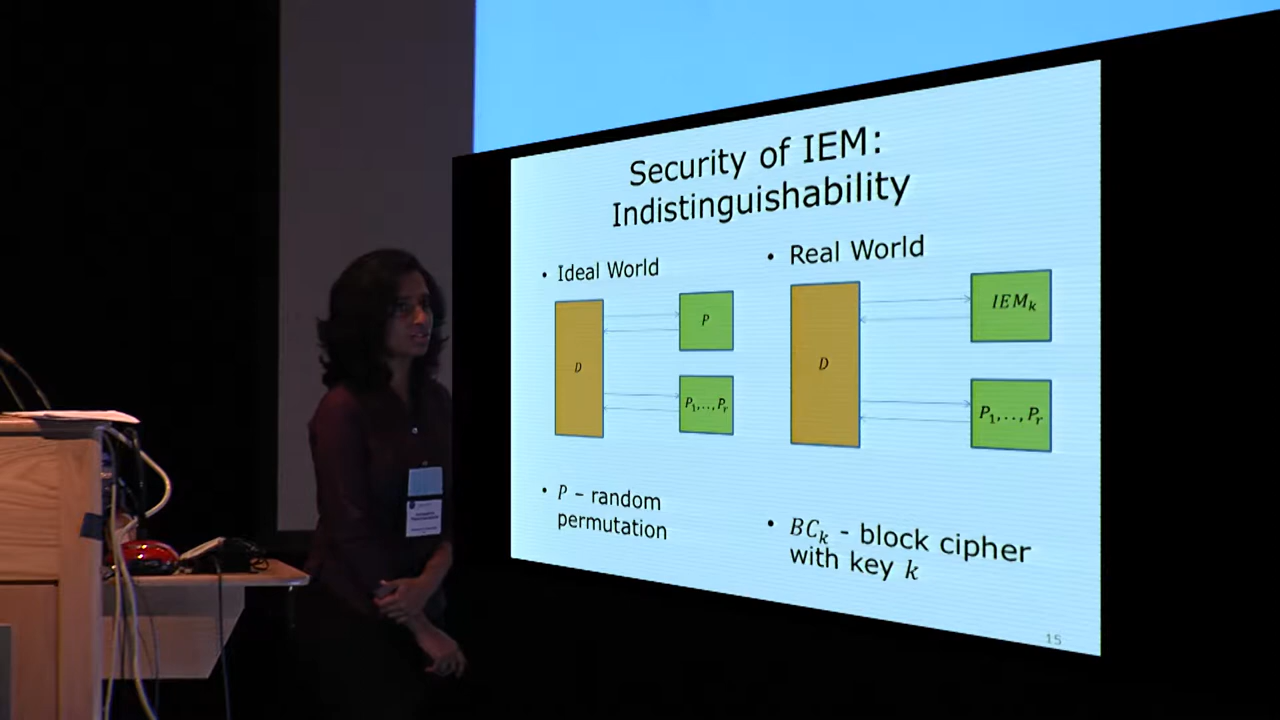 Security of IEM:
Indistinguishability
• Ideal World
D
P
P₁,..,Pᵣ
• P – random
permutation
• Real World
D
IEMₖ
P₁,..,Pᵣ
• BCₖ - block cipher
with key k
15